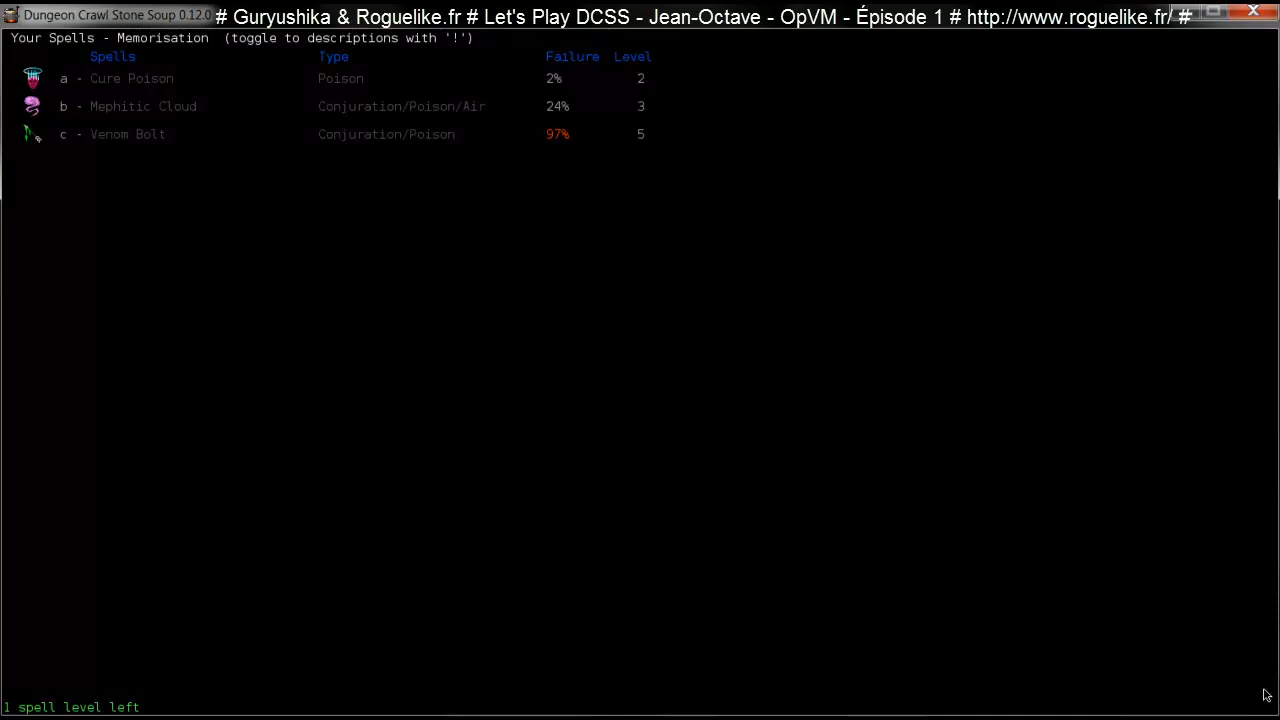 Dungeon Crawl Stone Soup 0.12.0 # Guryushika & Roguelike.fr # Let's Play DCSS - Jean-Octave - OpVM - Épisode 1 # http://www.roguelike.fr/ #
Your Spells - Memorisation (toggle to descriptions with '!')
Spells Type Failure Level
a - Cure Poison Poison 2% 2
b - Mephitic Cloud Conjuration/Poison/Air 24% 3
c - Venom Bolt Conjuration/Poison 97% 5
1 spell level left